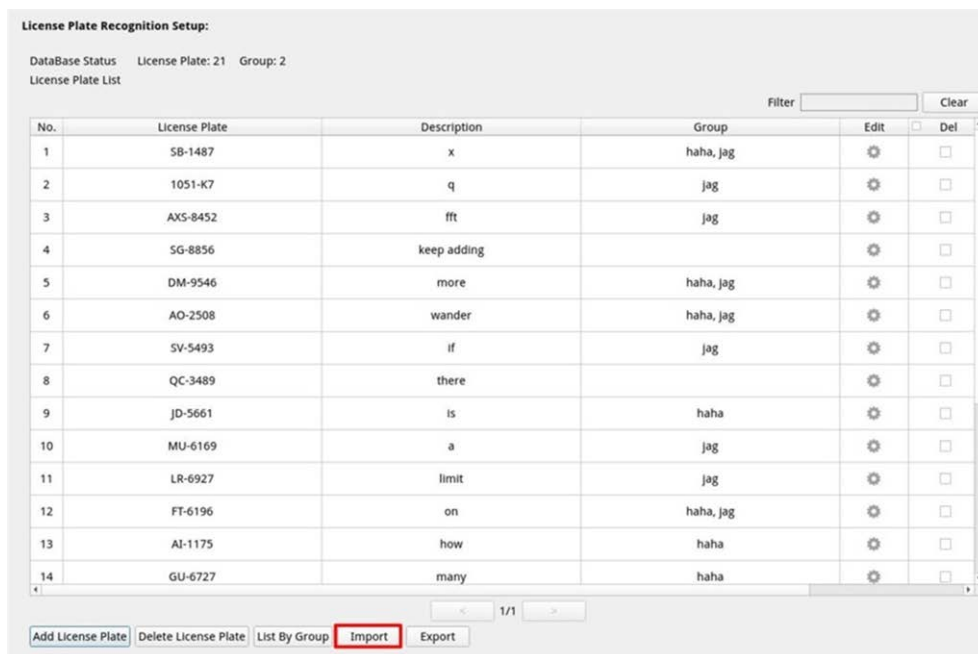 License Plate Recognition Setup:
DataBase Status License Plate: 21 Group: 2
License Plate List
Filter Clear
No. License Plate Description Group Edit Del
1 SB-1487 x haha, jag
2 1051-K7 q jag
3 AXS-8452 fft jag
4 SG-8856 keep adding
5 DM-9546 more haha, jag
6 AO-2508 wander haha, jag
7 SV-5493 if jag
8 QC-3489 there
9 JD-5661 is haha
10 MU-6169 a jag
11 LR-6927 limit jag
12 FT-6196 on haha, jag
13 AI-1175 how haha
14 GU-6727 many haha
< 1/1 >
Add License Plate Delete License Plate List By Group Import Export